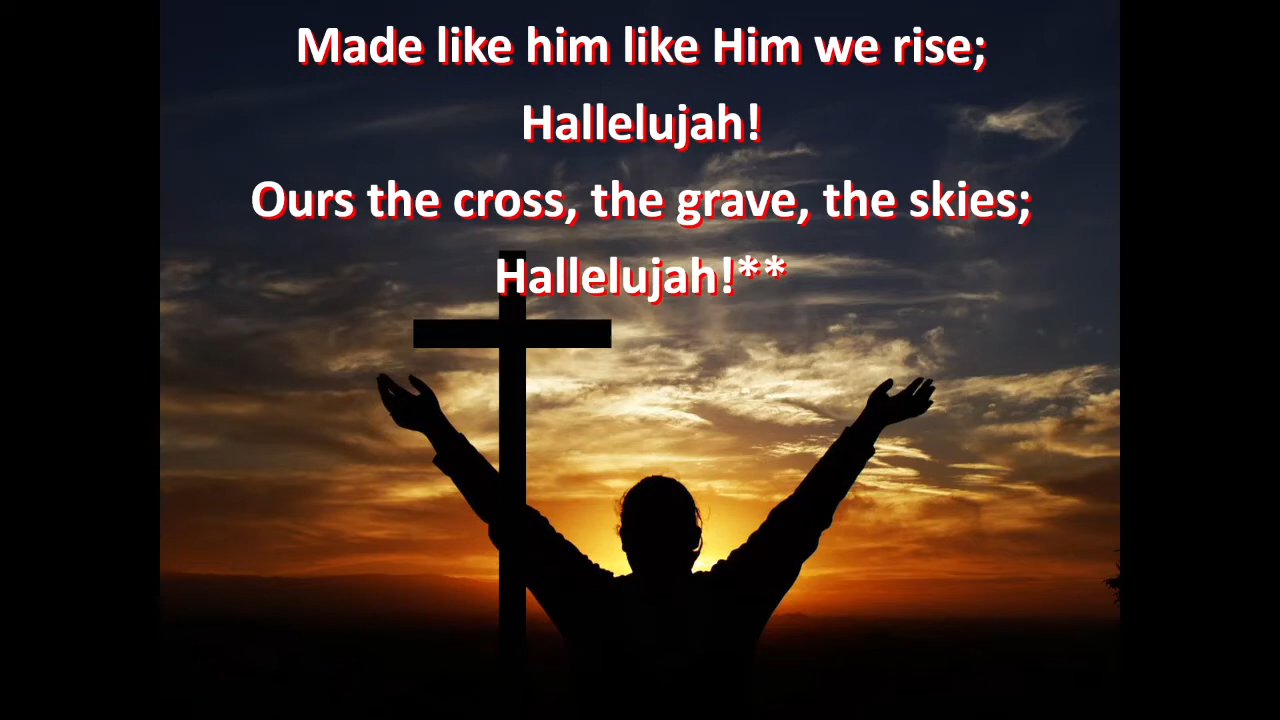 Made like him like Him we rise;
Hallelujah!
Ours the cross, the grave, the skies;
Hallelujah!**